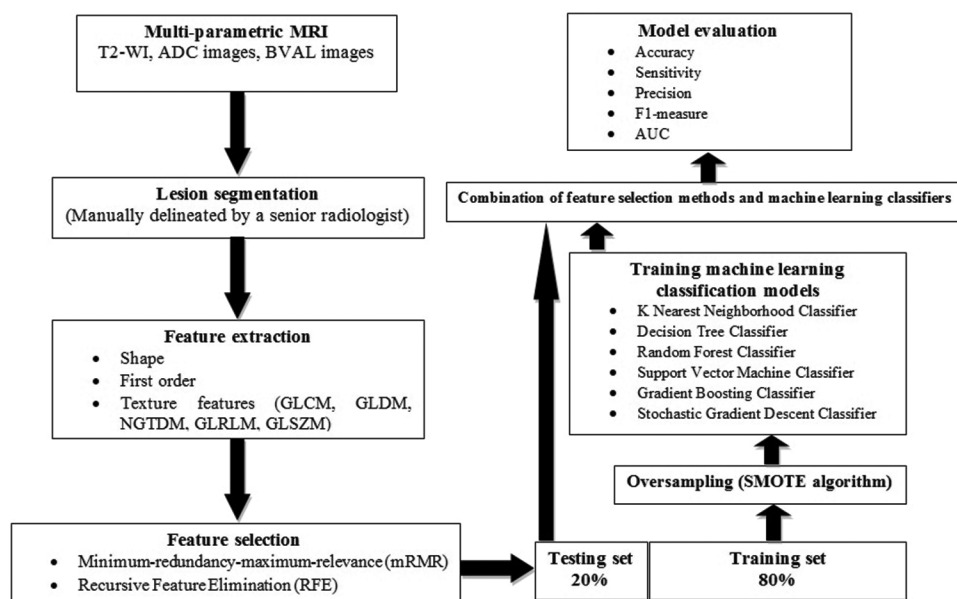 Multi-parametric MRI
T2-WI, ADC images, BVAL images
Lesion segmentation
(Manually delineated by a senior radiologist)
Feature extraction
• Shape
• First order
• Texture features (GLCM, GLDM,
NGTDM, GLRLM, GLSZM)
Feature selection
• Minimum-redundancy-maximum-relevance (mRMR)
• Recursive Feature Elimination (RFE)
Testing set
20%
Training set
80%
Oversampling (SMOTE algorithm)
Training machine learning
classification models
• K Nearest Neighborhood Classifier
• Decision Tree Classifier
• Random Forest Classifier
• Support Vector Machine Classifier
• Gradient Boosting Classifier
• Stochastic Gradient Descent Classifier
Combination of feature selection methods and machine learning classifiers
Model evaluation
• Accuracy
• Sensitivity
• Precision
• F1-measure
• AUC